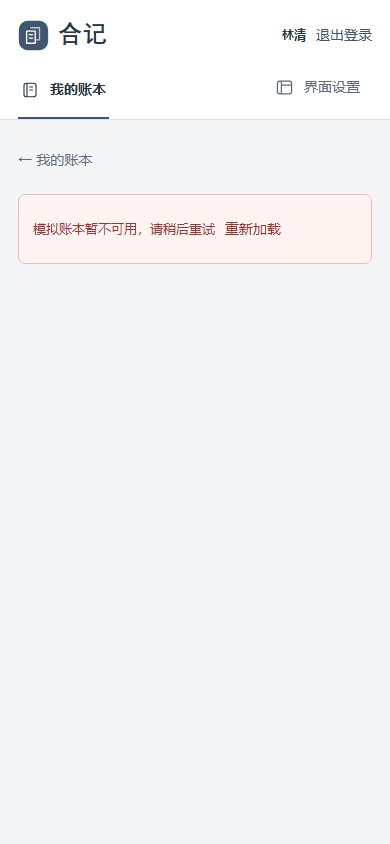 合记
林清 退出登录
我的账本
界面设置
← 我的账本
模拟账本暂不可用，请稍后重试 重新加载